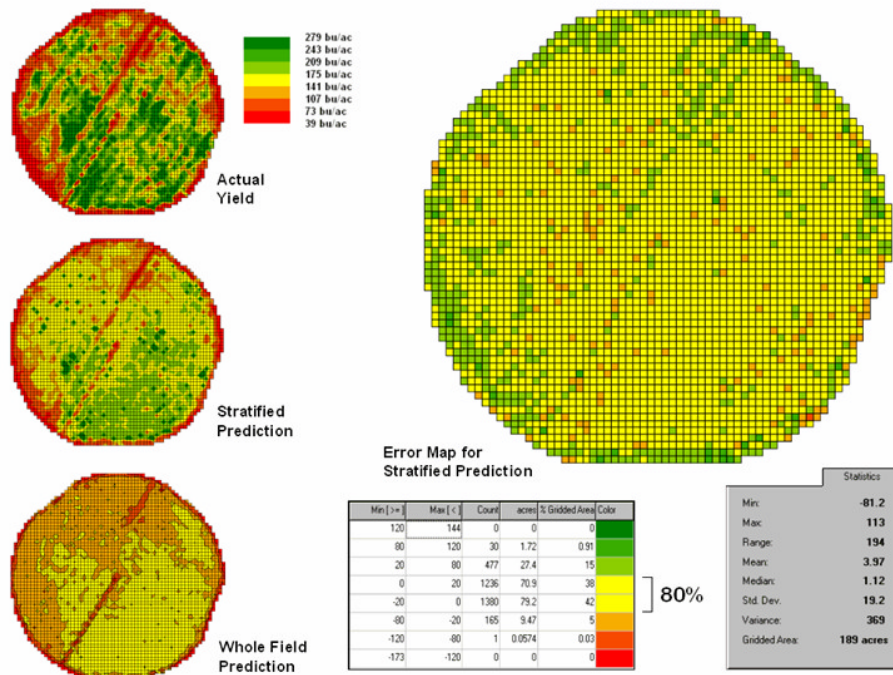 279 bu/ac
243 bu/ac
209 bu/ac
175 bu/ac
141 bu/ac
107 bu/ac
73 bu/ac
39 bu/ac
Actual
Yield
Stratified
Prediction
Whole Field
Prediction
Error Map for
Stratified Prediction
Min [ >= ] Max [ < ] Count acres % Gridded Area Color
120 144 0 0 0
80 120 30 1.72 0.91
20 80 477 27.4 15
0 20 1236 70.9 38
-20 0 1380 79.2 42
-80 -20 165 9.47 5
-120 -80 1 0.0574 0.03
-173 -120 0 0 0
80%
Statistics
Min: -81.2
Max: 113
Range: 194
Mean: 3.97
Median: 1.12
Std. Dev. 19.2
Variance: 369
Gridded Area: 189 acres